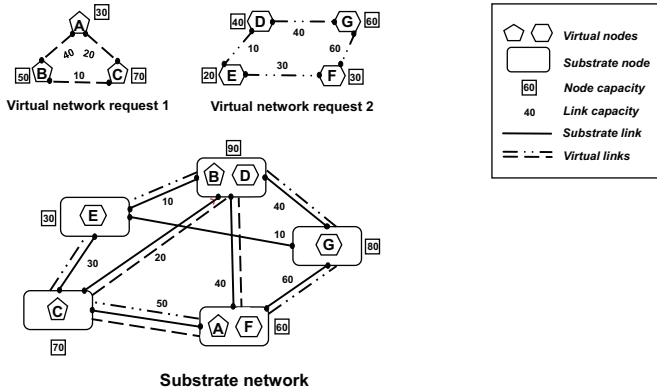 30
A
40 20
50 B 10 C 70
Virtual network request 1
40 D G 60
40
10 60
20 E 30 F 30
Virtual network request 2
Virtual nodes
Substrate node
60 Node capacity
40 Link capacity
Substrate link
Virtual links
90
B D
10 40
30 E
10
G 80
30 20
40 60
C 50
A F 60
70
Substrate network